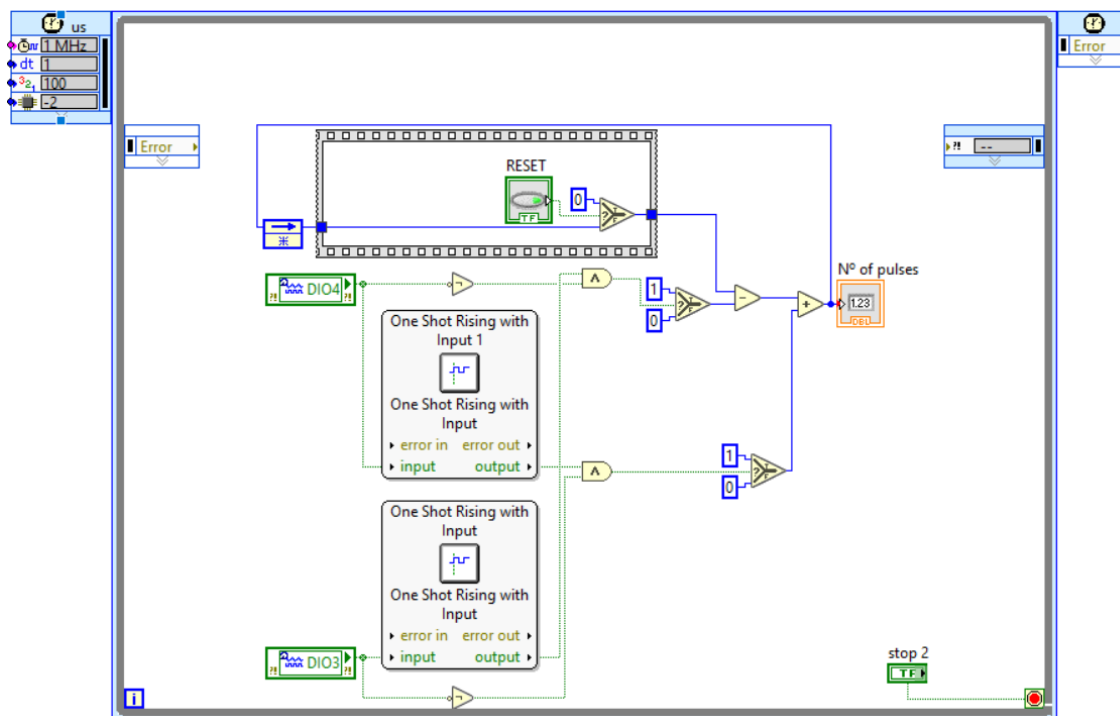 us
1 MHz
dt 1
321 100
-2
Error
Error
?! --
RESET
TF
0
?
T
F
Nº of pulses
1.23
DBL
?! DIO4 ?!
1
?
T
F
0
-
+
One Shot Rising with
Input 1
One Shot Rising with
Input
error in error out
input output
1
?
T
F
0
One Shot Rising with
Input
One Shot Rising with
Input
error in error out
input output
?! DIO3 ?!
stop 2
TF
i